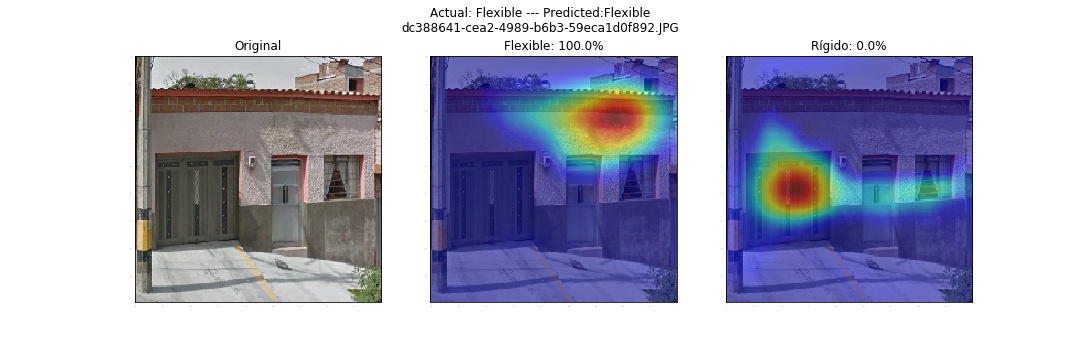 Actual: Flexible --- Predicted:Flexible
dc388641-cea2-4989-b6b3-59eca1d0f892.JPG
Original
Flexible: 100.0%
Rígido: 0.0%